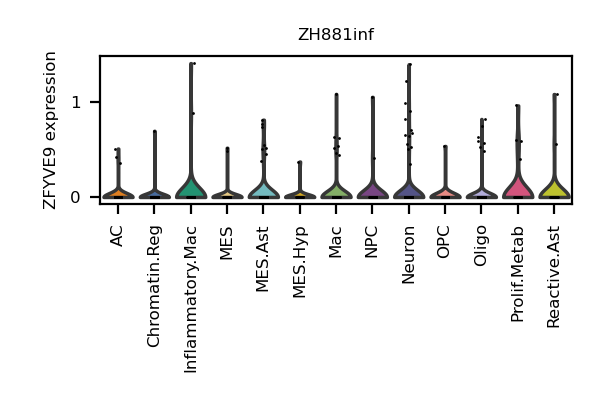 ZH881inf
ZFYVE9 expression
1
0
AC
Chromatin.Reg
Inflammatory.Mac
MES
MES.Ast
MES.Hyp
Mac
NPC
Neuron
OPC
Oligo
Prolif.Metab
Reactive.Ast